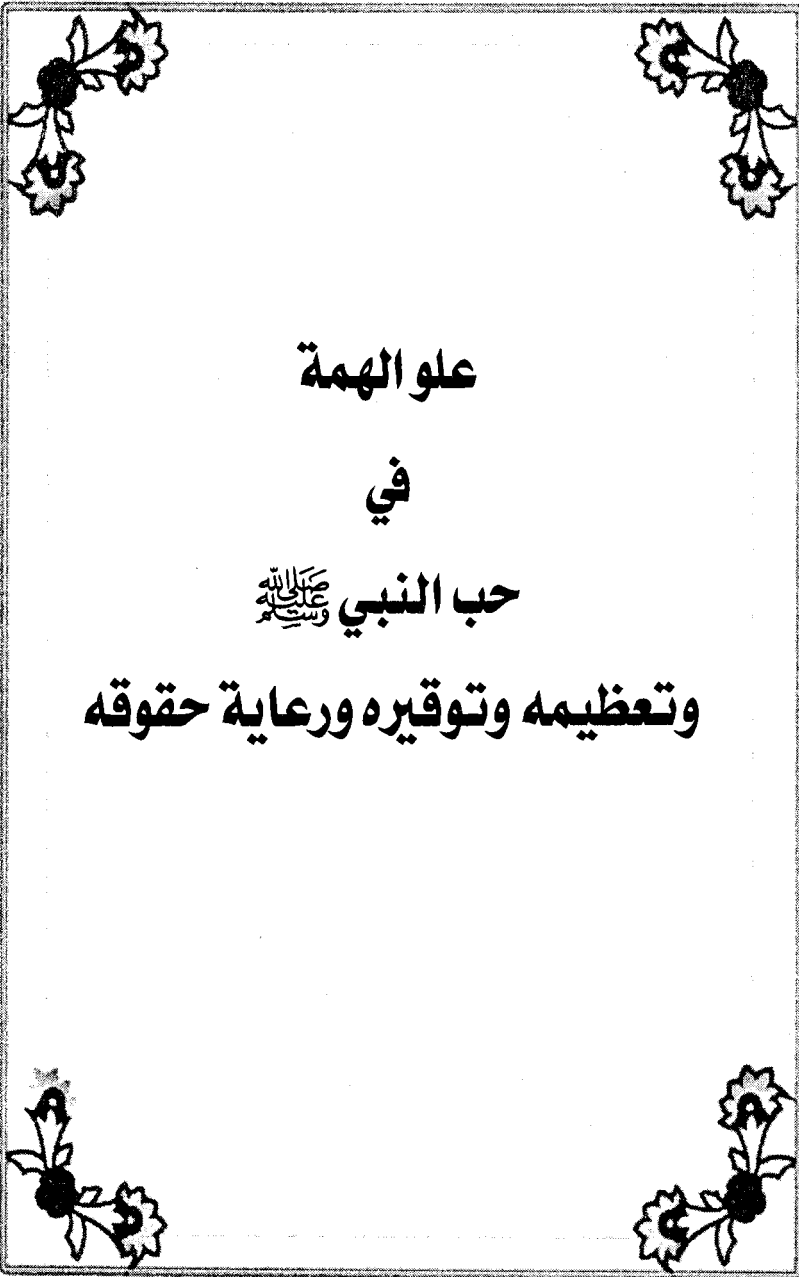 علو الهمة
في
حب النبي ﷺ
وتعظيمه وتوقيره ورعاية حقوقه